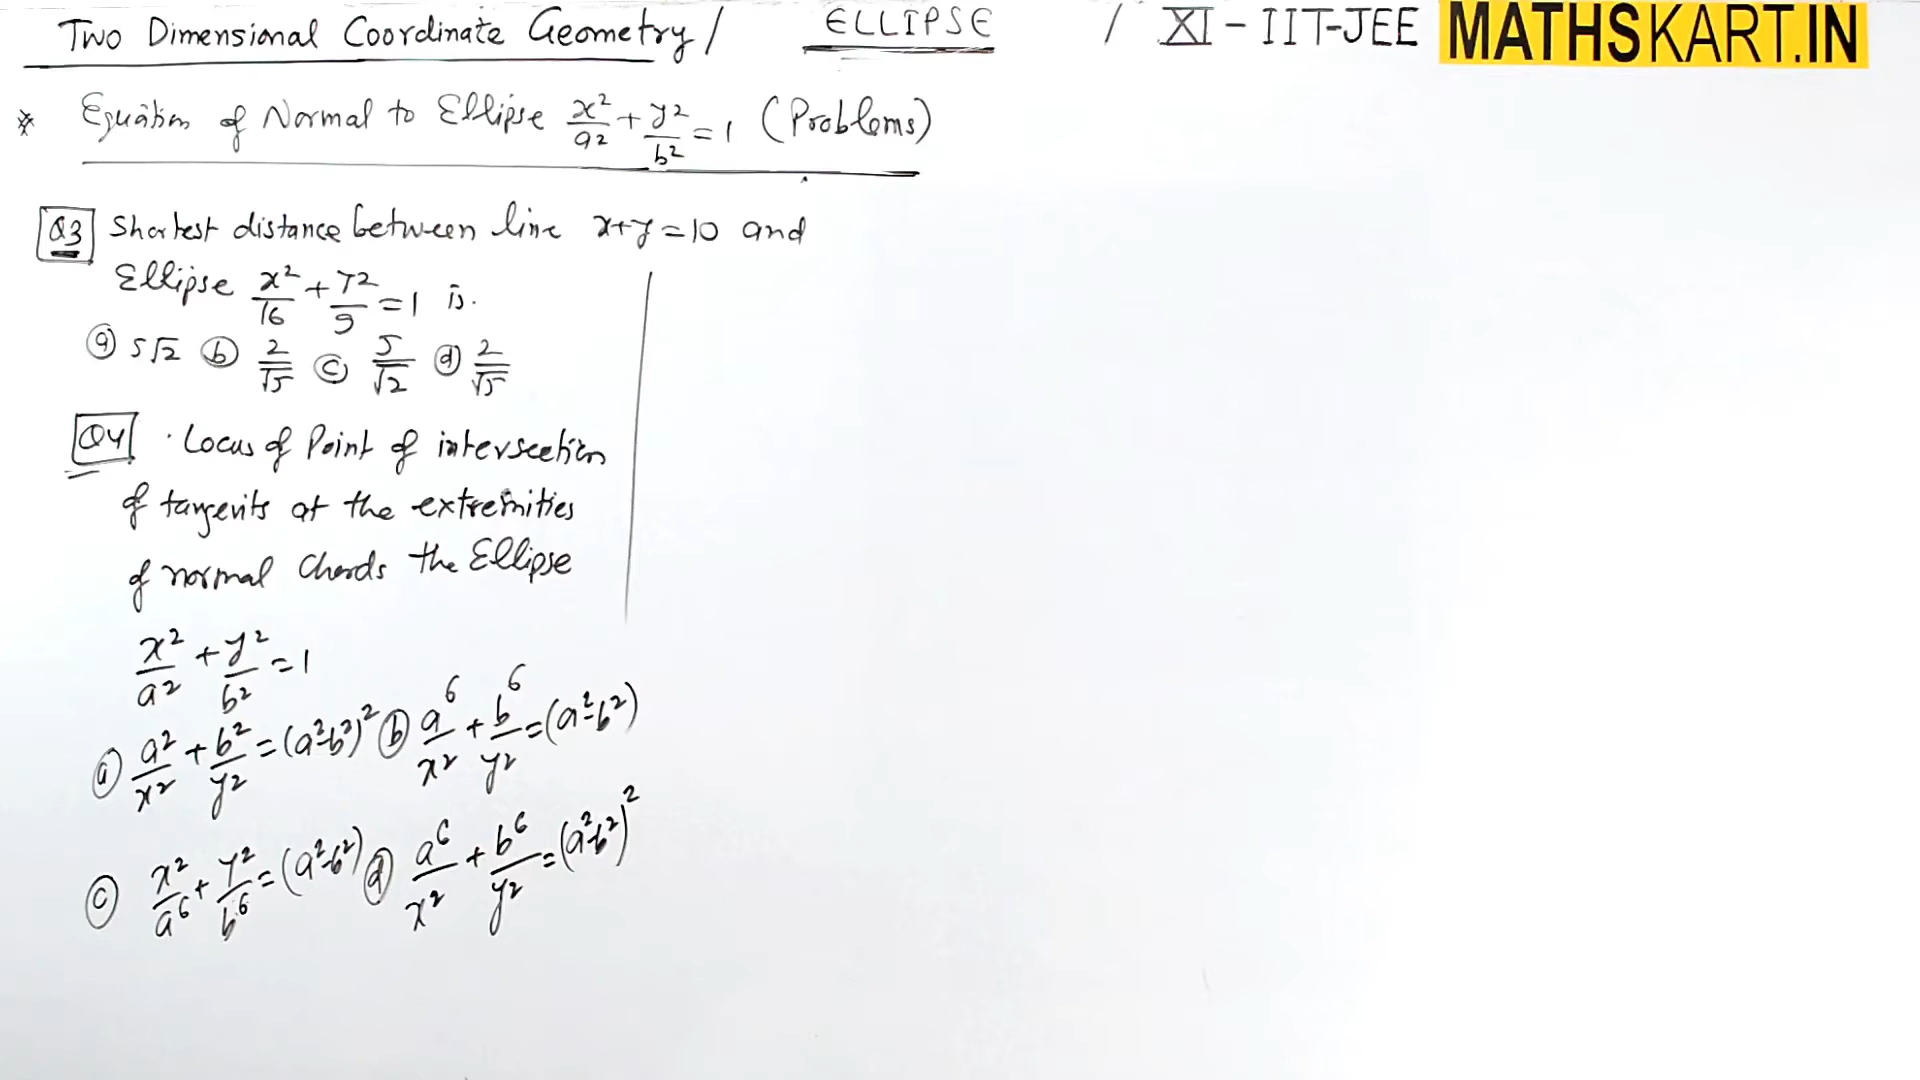 Two Dimensional Coordinate Geometry / ELLIPSE / XI - IIT-JEE MATHSKART.IN
* Equation of Normal to Ellipse x²/a² + y²/b² = 1 (Problems)
Q3 Shortest distance between line x+y=10 and
Ellipse x²/16 + y²/9 = 1 is.
(a) 5√2 (b) 2/√5 (c) 5/√2 (d) 2/√5
Q4 . Locus of Point of intersection
of tangents at the extremities
of normal Chords the Ellipse
x²/a² + y²/b² = 1
(a) a²/x² + b²/y² = (a²-b²)² (b) a⁶/x² + b⁶/y² = (a²-b²)
(c) x²/a⁶ + y²/b⁶ = (a²-b²) (d) a⁶/x² + b⁶/y² = (a²-b²)²